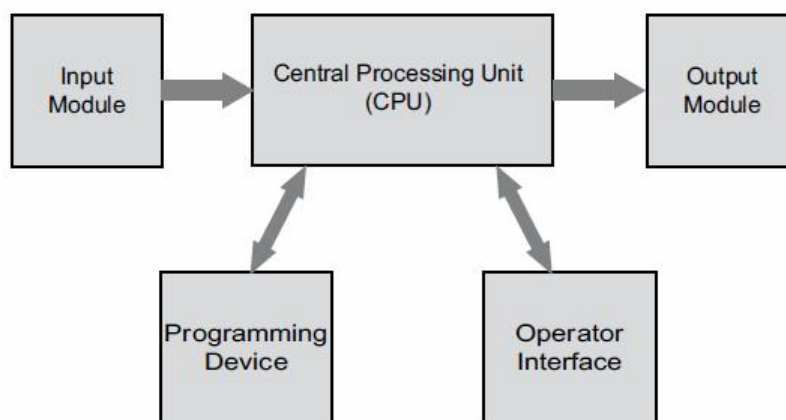 Input
Module
Central Processing Unit
(CPU)
Output
Module
Programming
Device
Operator
Interface